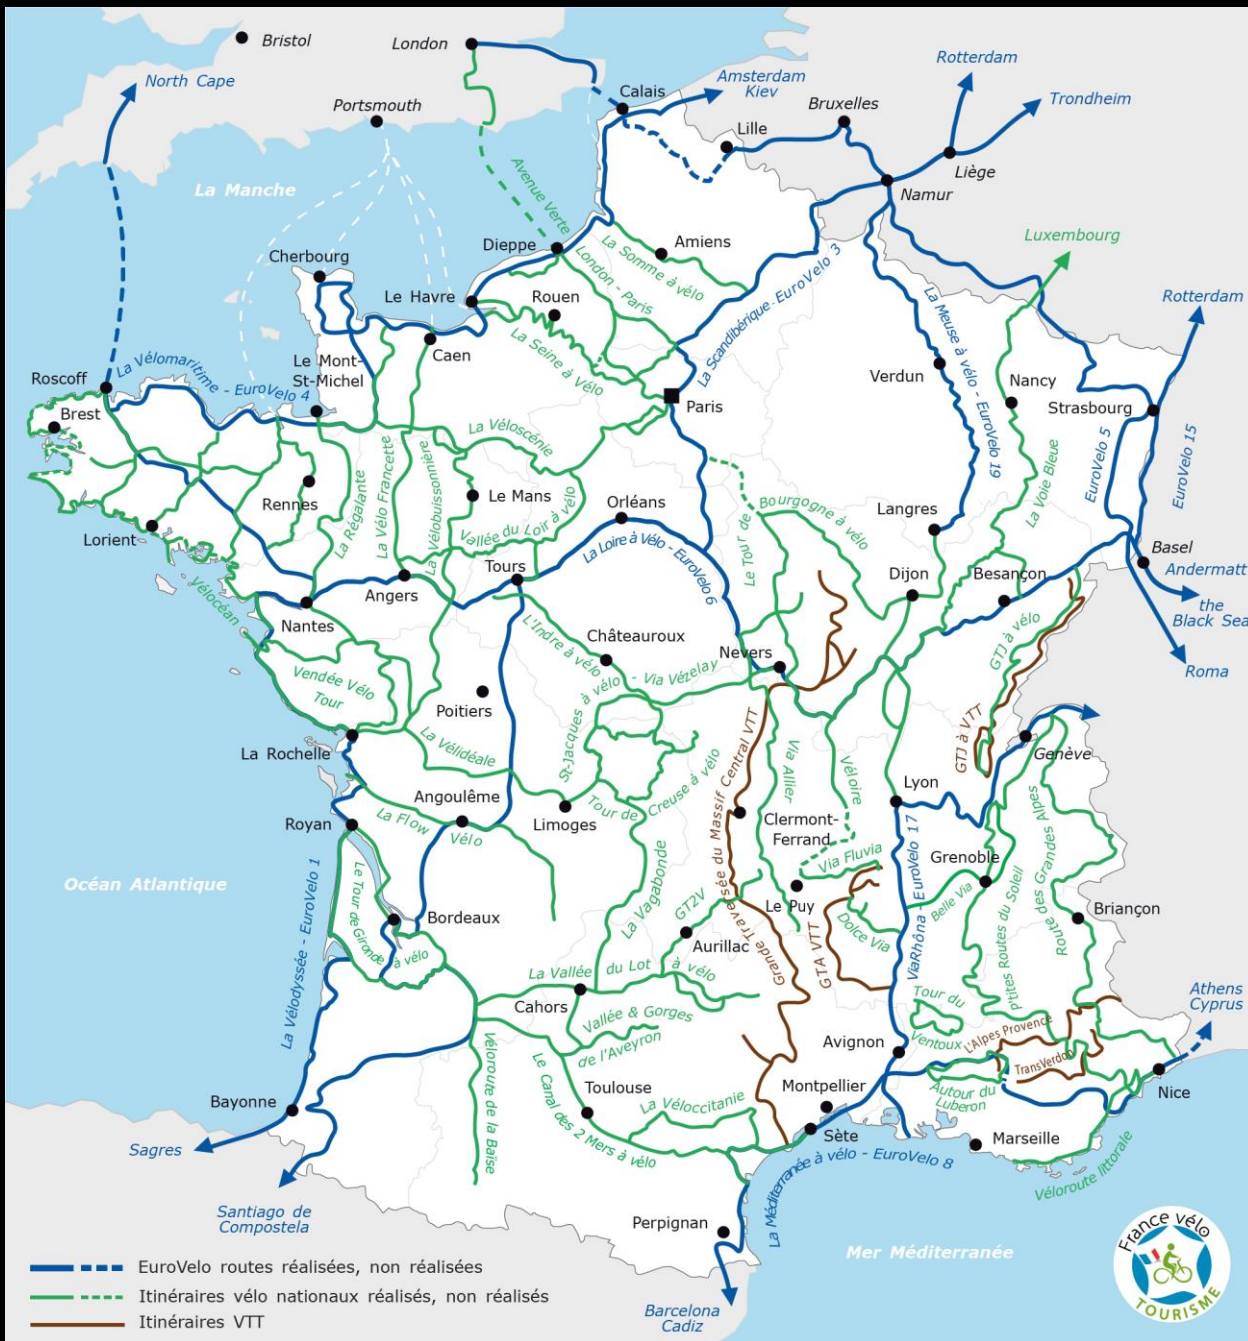 Bristol
London
North Cape
Portsmouth
Calais
Amsterdam
Kiev
Rotterdam
Trondheim
Bruxelles
Lille
Liège
Namur
La Manche
Avenue Verte
London - Paris
Dieppe
Amiens
La Somme à vélo
Luxembourg
Cherbourg
Le Havre
Rouen
La Seine à Vélo
Caen
La Scandibérique - EuroVelo 3
La Meuse à vélo - EuroVelo 19
Rotterdam
Le Mont-
St-Michel
La Vélomaritime - EuroVelo 4
Roscoff
Brest
Paris
Verdun
Nancy
Strasbourg
EuroVelo 5
EuroVelo 15
La Véloscénie
Rennes
La Régalante
La Vélo Francette
La Vélobuissonnière
Le Mans
Vallée du Loir à vélo
Orléans
Le Tour de
Bourgogne à vélo
Langres
La Voie Bleue
Lorient
Vélocéan
Angers
Tours
La Loire à Vélo - EuroVelo 6
Dijon
Besançon
Basel
Andermatt
the
Black Sea
Roma
Nantes
Vendée Vélo
Tour
L'Indre à vélo
Châteauroux
Nevers
GTJ à vélo
GTJ à VTT
Poitiers
St-Jacques à vélo - Via Vézelay
La Rochelle
La Vélidéale
Genève
Angoulême
Limoges
Tour de
Creuse à vélo
Grande Traversée du Massif Central VTT
Via Allier
Véloire
Lyon
Clermont-
Ferrand
Royan
La Flow
Vélo
Via Fluvia
Grenoble
Belle Via
P'tites Routes du Soleil
Route des Grandes Alpes
Briançon
Océan Atlantique
La Vélodyssée - EuroVelo 1
Le Tour de Gironde à vélo
Bordeaux
La Vagabonde
GT2V
Aurillac
Le Puy
Dolce Via
GTA VTT
ViaRhôna - EuroVelo 17
La Vallée du Lot à vélo
Cahors
Vallée & Gorges
de l'Aveyron
Tour du
Ventoux
L'Alpes Provence
TransVerdon
Athens
Cyprus
Avignon
Autour du
Luberon
Nice
Bayonne
Sagres
Véloroute de la Baïse
Le Canal des 2 Mers à vélo
Toulouse
La Véloccitanie
Montpellier
Sète
Marseille
Véloroute littorale
La Méditerranée à vélo - EuroVelo 8
Santiago de
Compostela
Perpignan
Barcelona
Cadiz
Mer Méditerranée
EuroVelo routes réalisées, non réalisées
Itinéraires vélo nationaux réalisés, non réalisés
Itinéraires VTT
France vélo
TOURISME